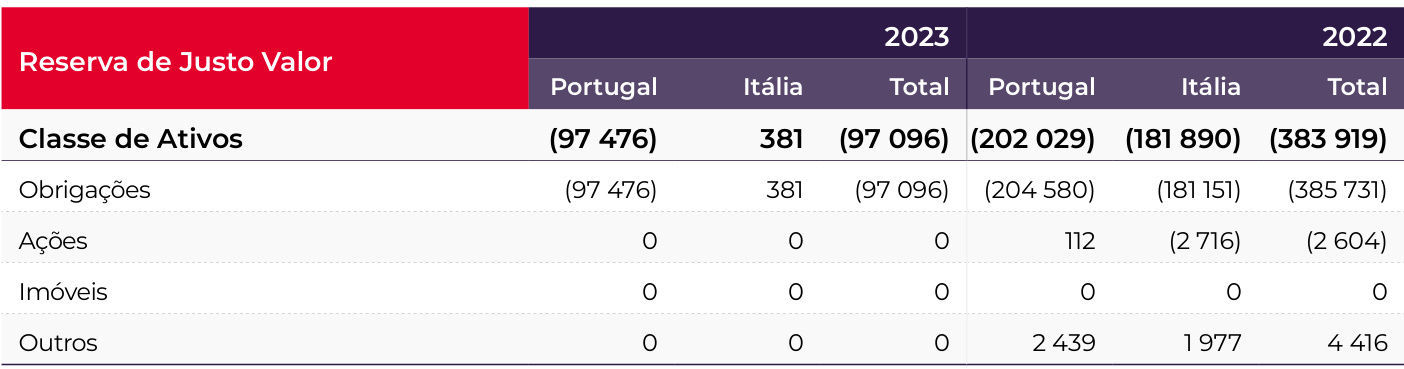 Reserva de Justo Valor
2023 2022
Portugal Itália Total Portugal Itália Total
Classe de Ativos (97 476) 381 (97 096) (202 029) (181 890) (383 919)
Obrigações (97 476) 381 (97 096) (204 580) (181 151) (385 731)
Ações 0 0 0 112 (2 716) (2 604)
Imóveis 0 0 0 0 0 0
Outros 0 0 0 2 439 1 977 4 416